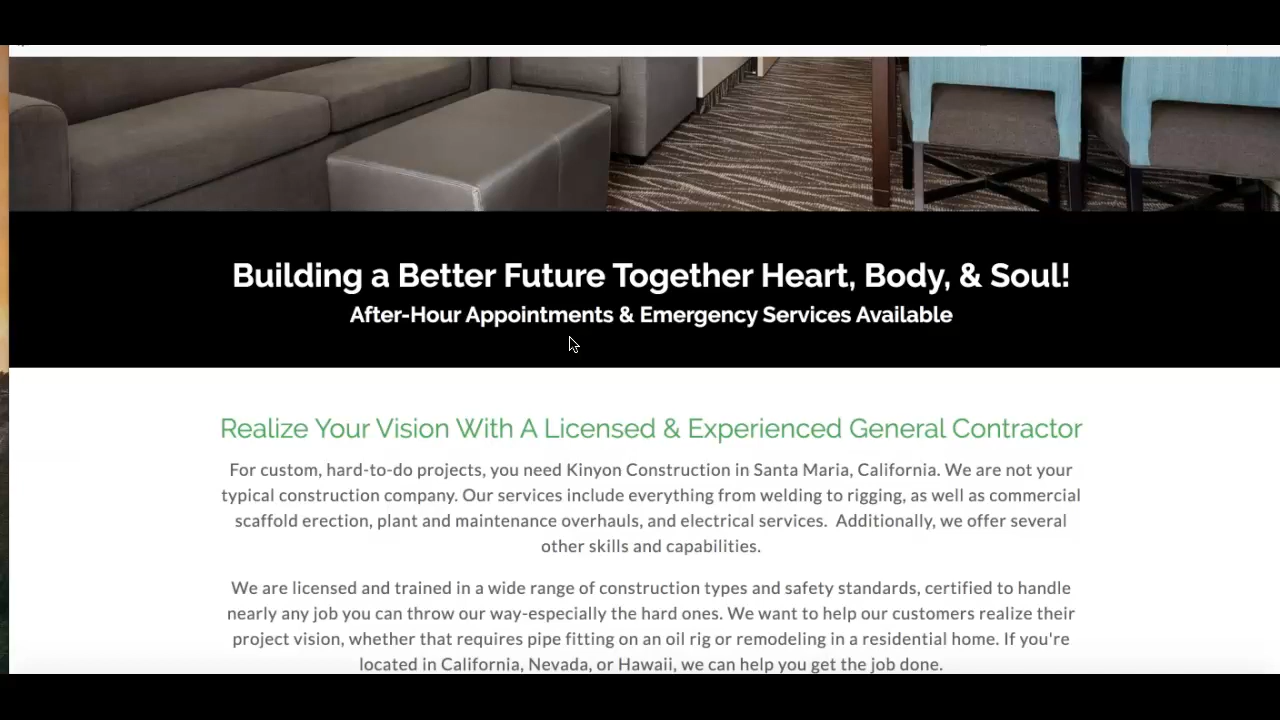 Building a Better Future Together Heart, Body, & Soul!
After-Hour Appointments & Emergency Services Available
Realize Your Vision With A Licensed & Experienced General Contractor
For custom, hard-to-do projects, you need Kinyon Construction in Santa Maria, California. We are not your
typical construction company. Our services include everything from welding to rigging, as well as commercial
scaffold erection, plant and maintenance overhauls, and electrical services.  Additionally, we offer several
other skills and capabilities.
We are licensed and trained in a wide range of construction types and safety standards, certified to handle
nearly any job you can throw our way-especially the hard ones. We want to help our customers realize their
project vision, whether that requires pipe fitting on an oil rig or remodeling in a residential home. If you're
located in California, Nevada, or Hawaii, we can help you get the job done.